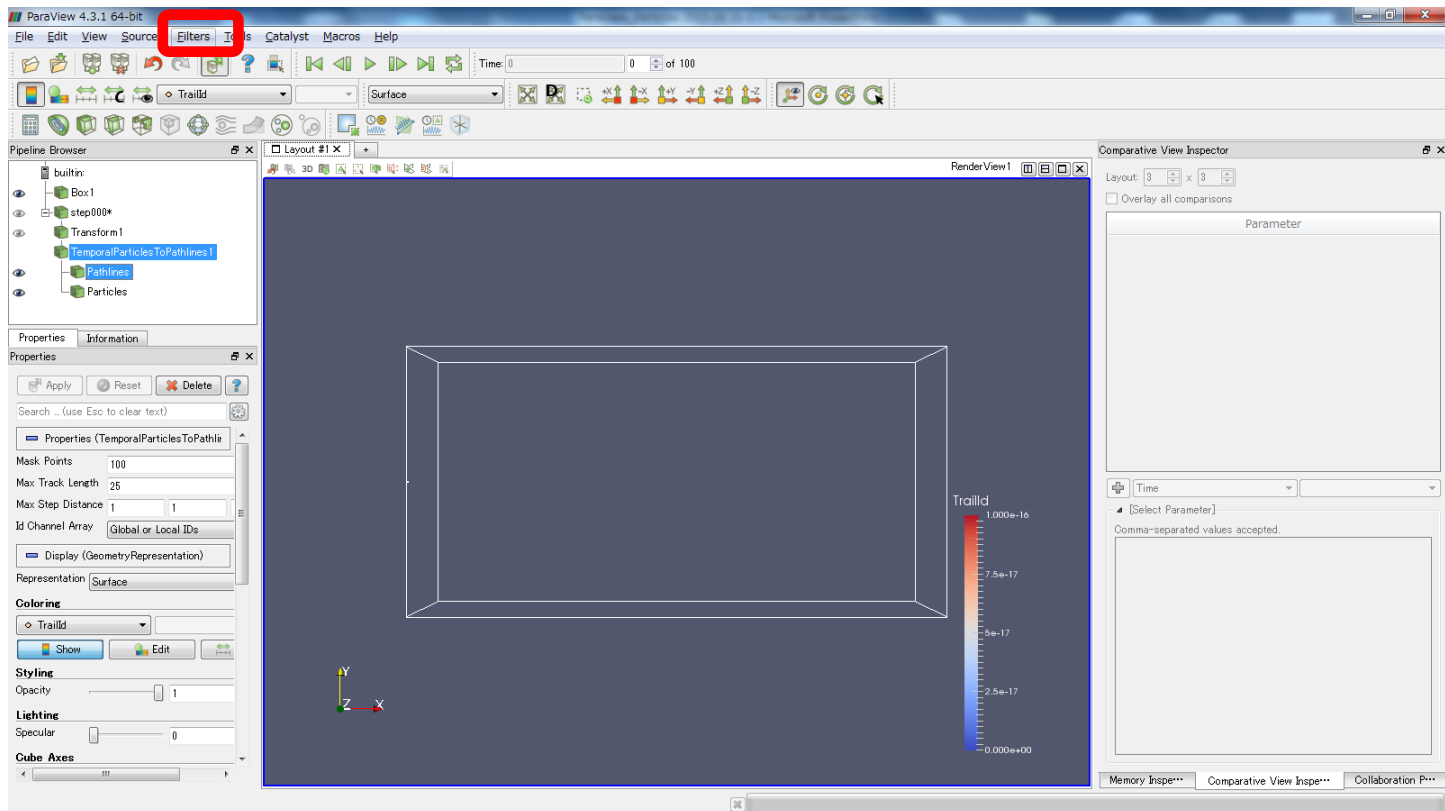 ParaView 4.3.1 64-bit
File Edit View Source Filters Tools Catalyst Macros Help
Time: 0 0 of 100
TrailId Surface
Pipeline Browser
Layout #1 X +
Comparative View Inspector
3D
RenderView1
builtin:
Box1
step000*
Transform1
TemporalParticlesToPathlines1
Pathlines
Particles
Layout: 3 x 3
Overlay all comparisons
Parameter
Properties Information
Properties
Apply Reset Delete ?
Search ... (use Esc to clear text)
Properties (TemporalParticlesToPathlin
Mask Points 100
Max Track Length 25
Max Step Distance 1 1
Id Channel Array Global or Local IDs
Display (GeometryRepresentation)
Representation Surface
Coloring
TrailId
Show Edit
Styling
Opacity 1
Lighting
Specular 0
Cube Axes
TrailId
1.000e-16
7.5e-17
5e-17
2.5e-17
0.000e+00
Y
Z X
Time
[Select Parameter]
Comma-separated values accepted.
Memory Inspe··· Comparative View Inspe··· Collaboration P···